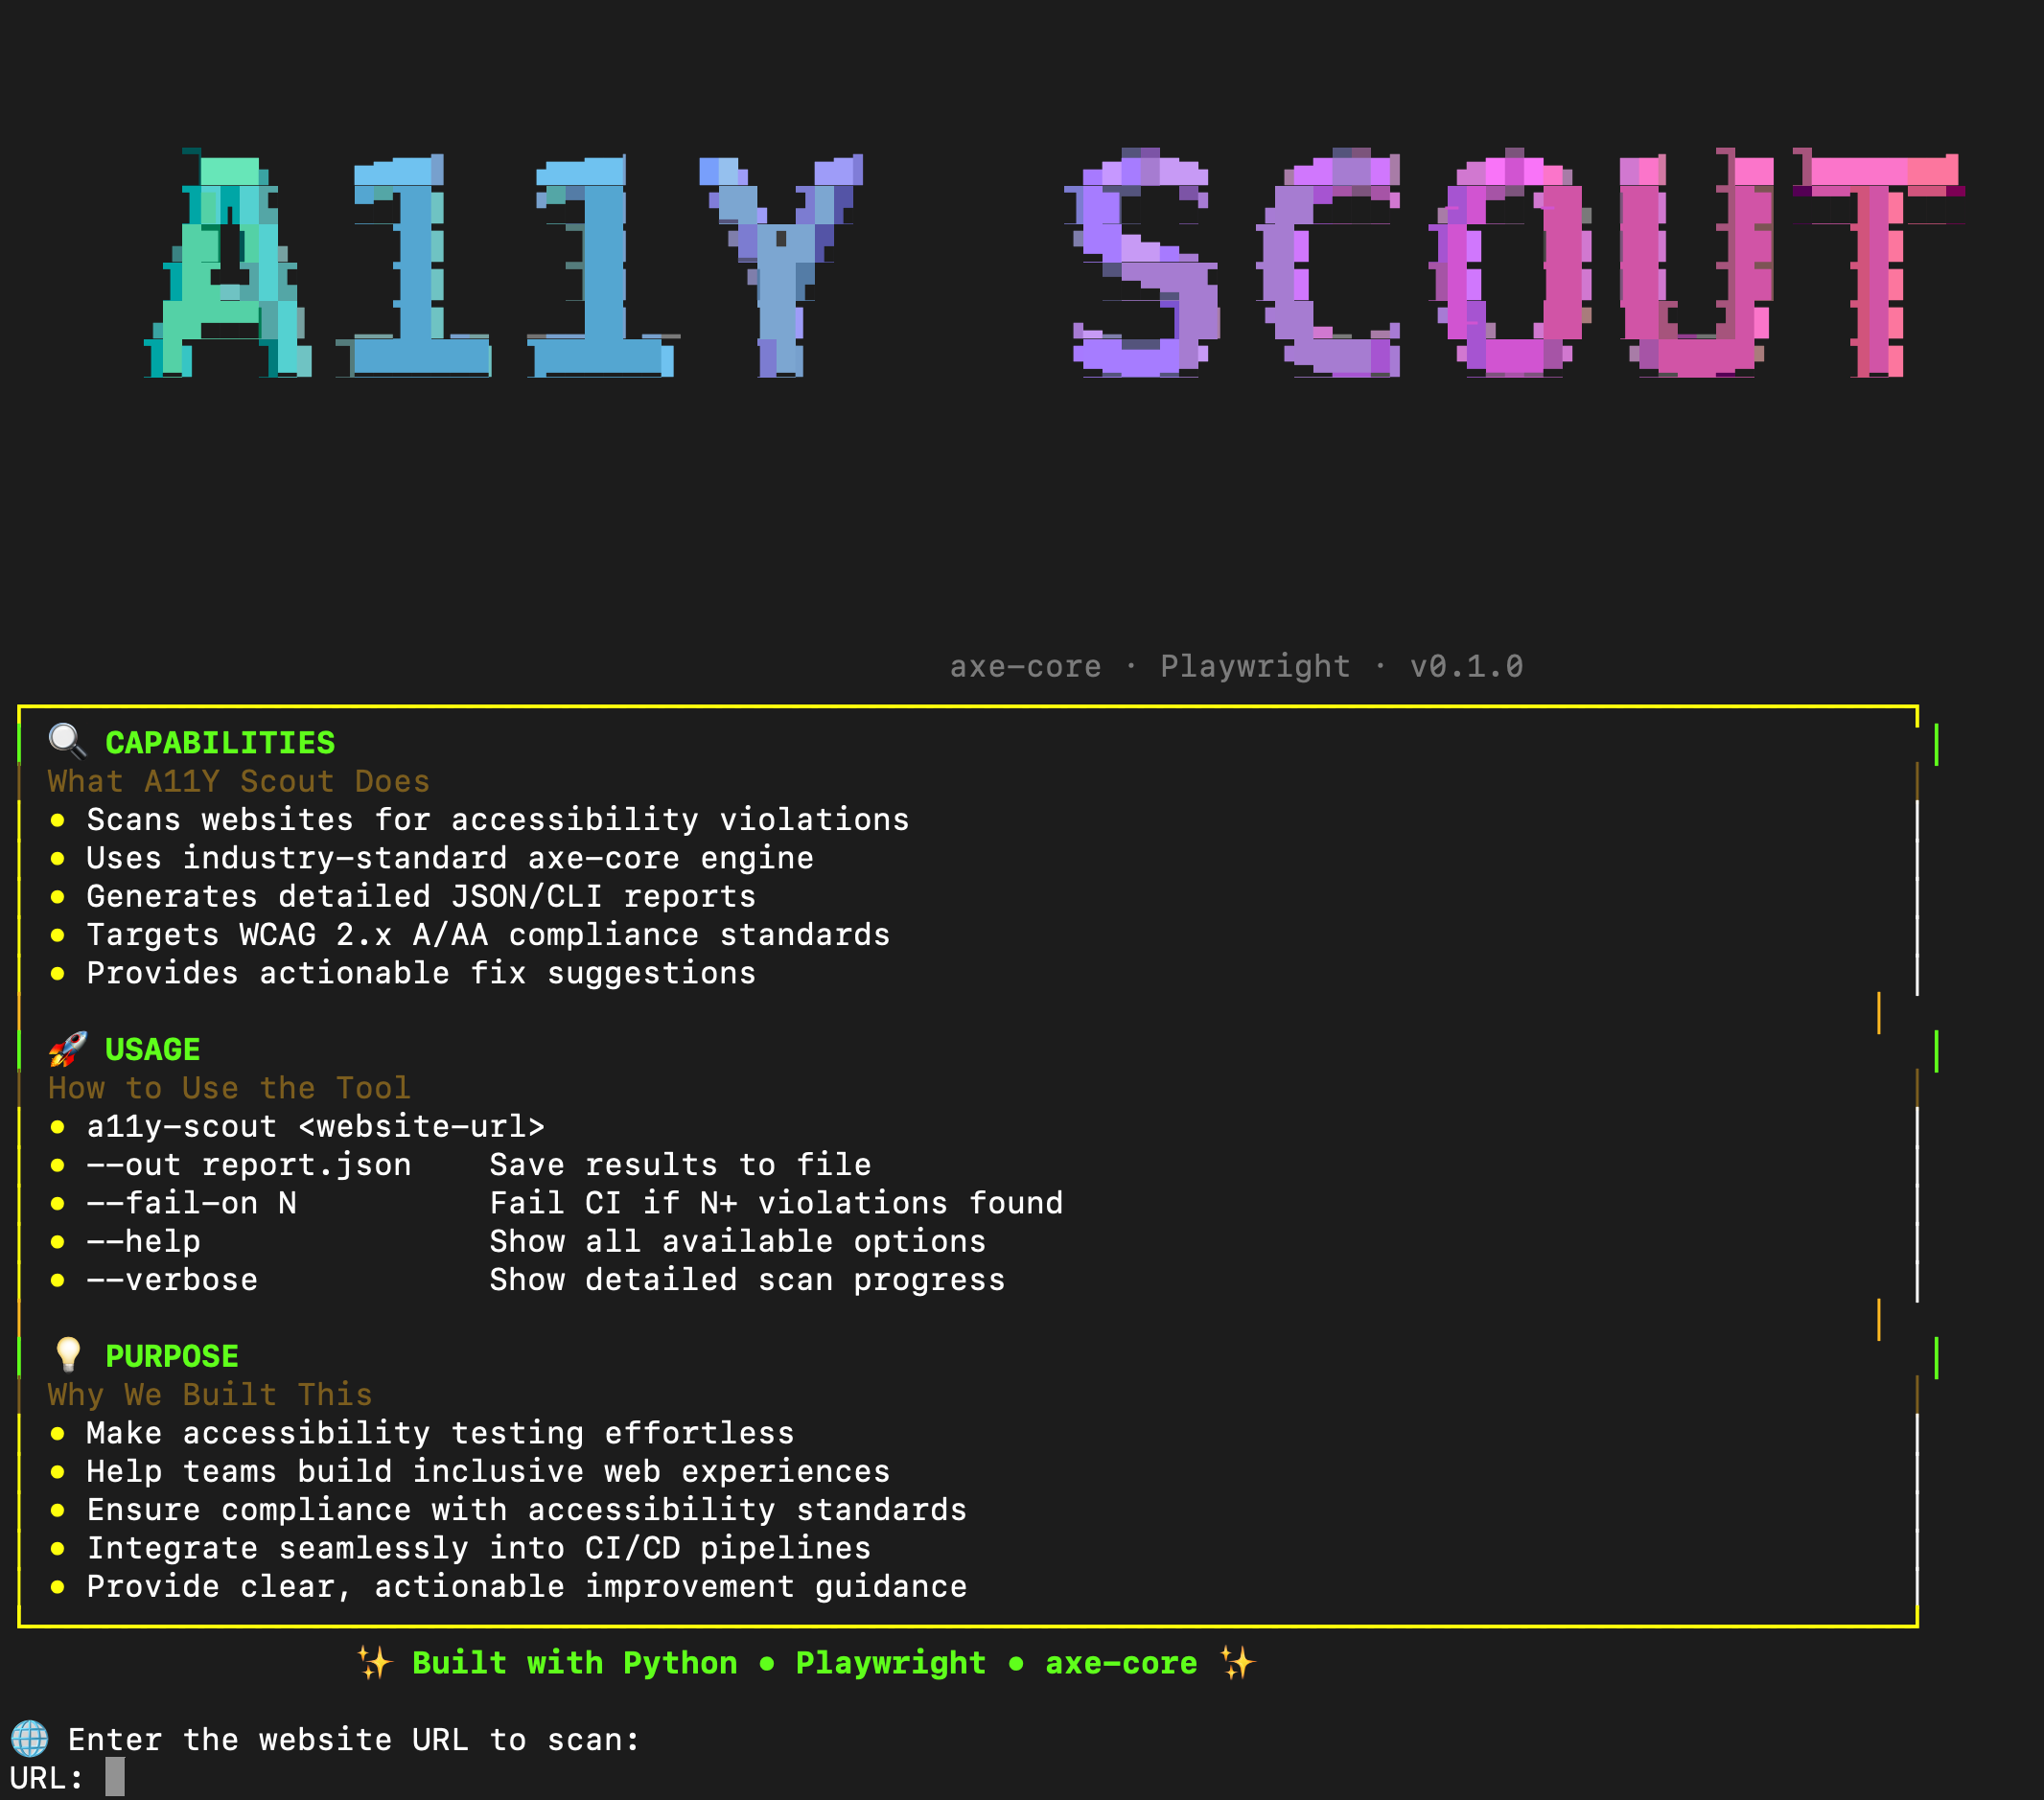 A11Y SCOUT
axe-core · Playwright · v0.1.0
🔍 CAPABILITIES
What A11Y Scout Does
• Scans websites for accessibility violations
• Uses industry-standard axe-core engine
• Generates detailed JSON/CLI reports
• Targets WCAG 2.x A/AA compliance standards
• Provides actionable fix suggestions
🚀 USAGE
How to Use the Tool
• a11y-scout <website-url>
• --out report.json    Save results to file
• --fail-on N          Fail CI if N+ violations found
• --help               Show all available options
• --verbose            Show detailed scan progress
💡 PURPOSE
Why We Built This
• Make accessibility testing effortless
• Help teams build inclusive web experiences
• Ensure compliance with accessibility standards
• Integrate seamlessly into CI/CD pipelines
• Provide clear, actionable improvement guidance
✨ Built with Python • Playwright • axe-core ✨
🌐 Enter the website URL to scan:
URL: